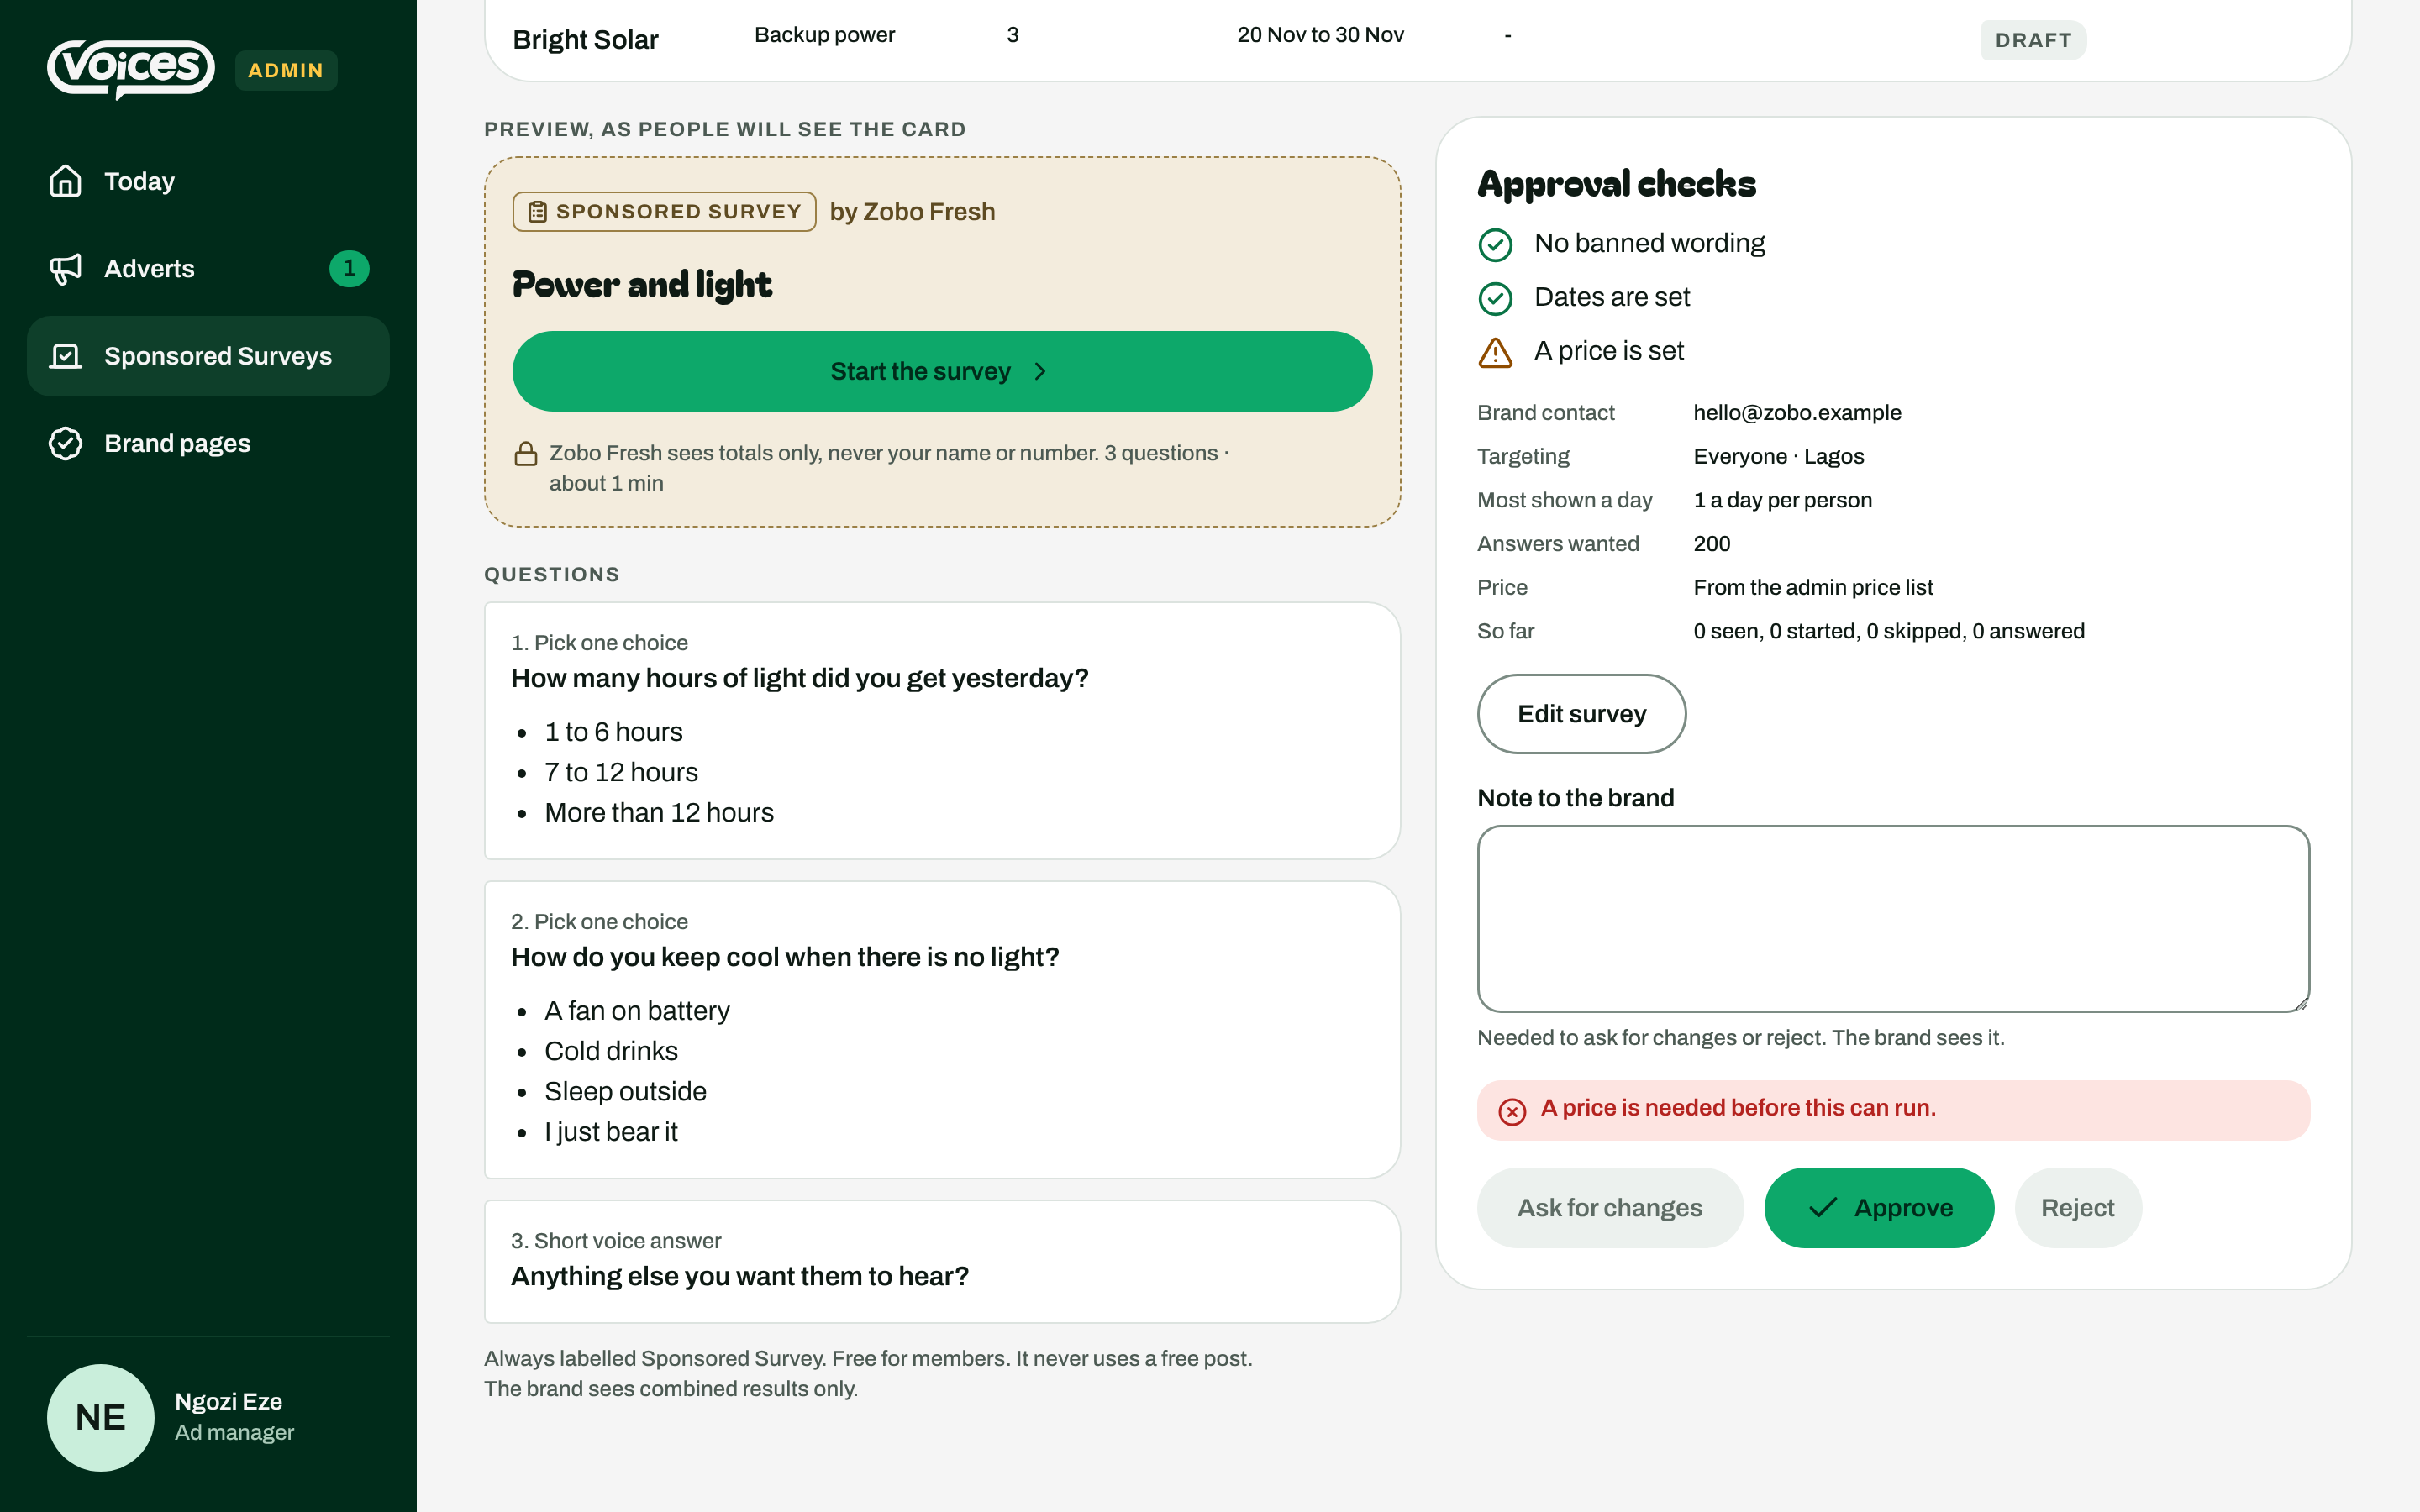 Voices
ADMIN
Today
Adverts 1
Sponsored Surveys
Brand pages
NE
Ngozi Eze
Ad manager
Bright Solar Backup power 3 20 Nov to 30 Nov - DRAFT
PREVIEW, AS PEOPLE WILL SEE THE CARD
SPONSORED SURVEY by Zobo Fresh
Power and light
Start the survey
Zobo Fresh sees totals only, never your name or number. 3 questions ·
about 1 min
QUESTIONS
1. Pick one choice
How many hours of light did you get yesterday?
• 1 to 6 hours
• 7 to 12 hours
• More than 12 hours
2. Pick one choice
How do you keep cool when there is no light?
• A fan on battery
• Cold drinks
• Sleep outside
• I just bear it
3. Short voice answer
Anything else you want them to hear?
Always labelled Sponsored Survey. Free for members. It never uses a free post.
The brand sees combined results only.
Approval checks
No banned wording
Dates are set
A price is set
Brand contact hello@zobo.example
Targeting Everyone · Lagos
Most shown a day 1 a day per person
Answers wanted 200
Price From the admin price list
So far 0 seen, 0 started, 0 skipped, 0 answered
Edit survey
Note to the brand
Needed to ask for changes or reject. The brand sees it.
A price is needed before this can run.
Ask for changes Approve Reject